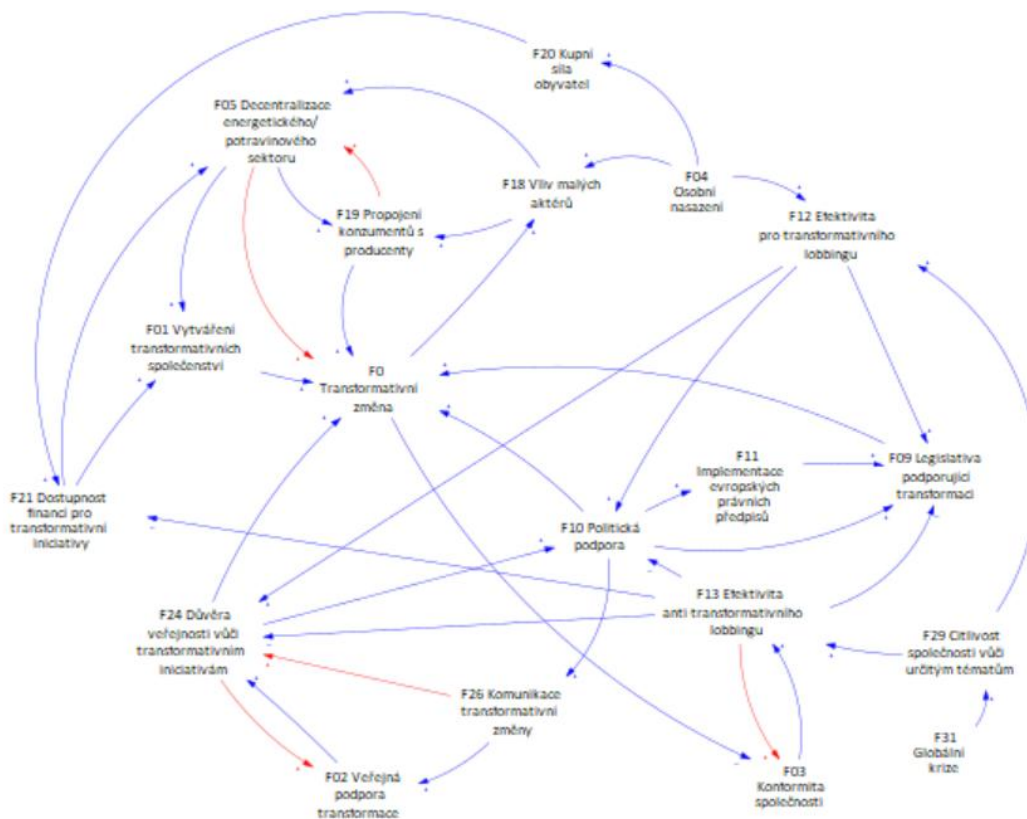 F20 Kupní
síla
obyvatel
F05 Decentralizace
energetického/
potravinového
sektoru
F04
Osobní
nasazení
F18 Vliv malých
aktérů
F19 Propojení
konzumentů s
producenty
F12 Efektivita
pro transformativního
lobbingu
F01 Vytváření
transformativních
společenství
F0
Transformativní
změna
F11
Implementace
evropských
právních
předpisů
F09 Legislativa
podporující
transformaci
F21 Dostupnost
financí pro
transformativní
iniciativy
F10 Politická
podpora
F13 Efektivita
anti transformativního
lobbingu
F24 Důvěra
veřejnosti vůči
transformativním
iniciativám
F29 Citlivost
společnosti vůči
určitým tématům
F26 Komunikace
transformativní
změny
F31
Globální
krize
F02 Veřejná
podpora
transformace
F03
Konformita
společnosti